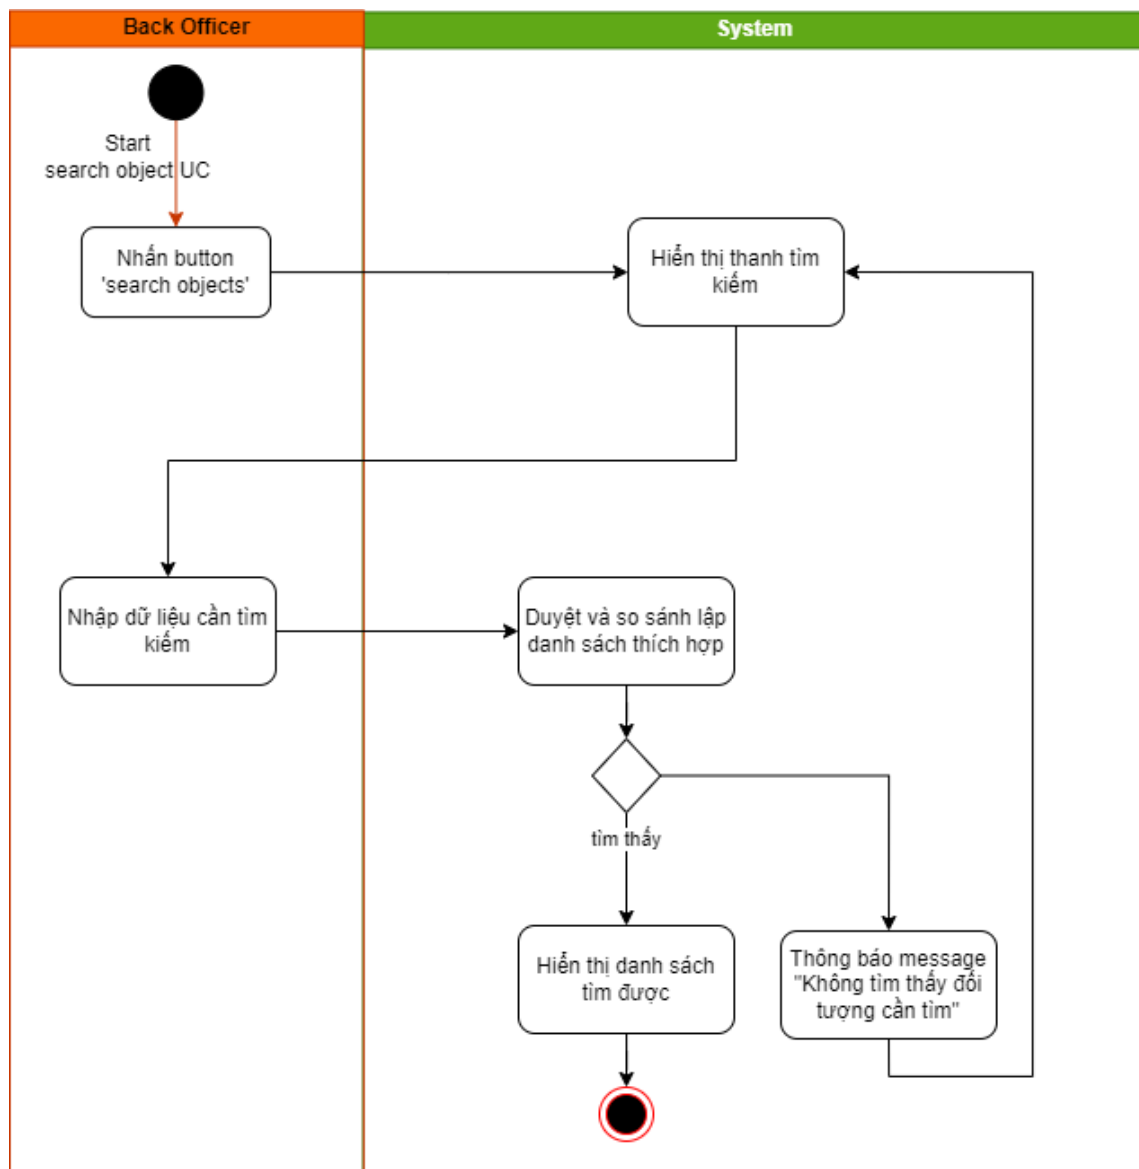 Back Officer
System
Start
search object UC
Nhấn button
'search objects'
Hiển thị thanh tìm
kiếm
Nhập dữ liệu cần tìm
kiếm
Duyệt và so sánh lập
danh sách thích hợp
tìm thấy
Hiển thị danh sách
tìm được
Thông báo message
"Không tìm thấy đối
tượng cần tìm"